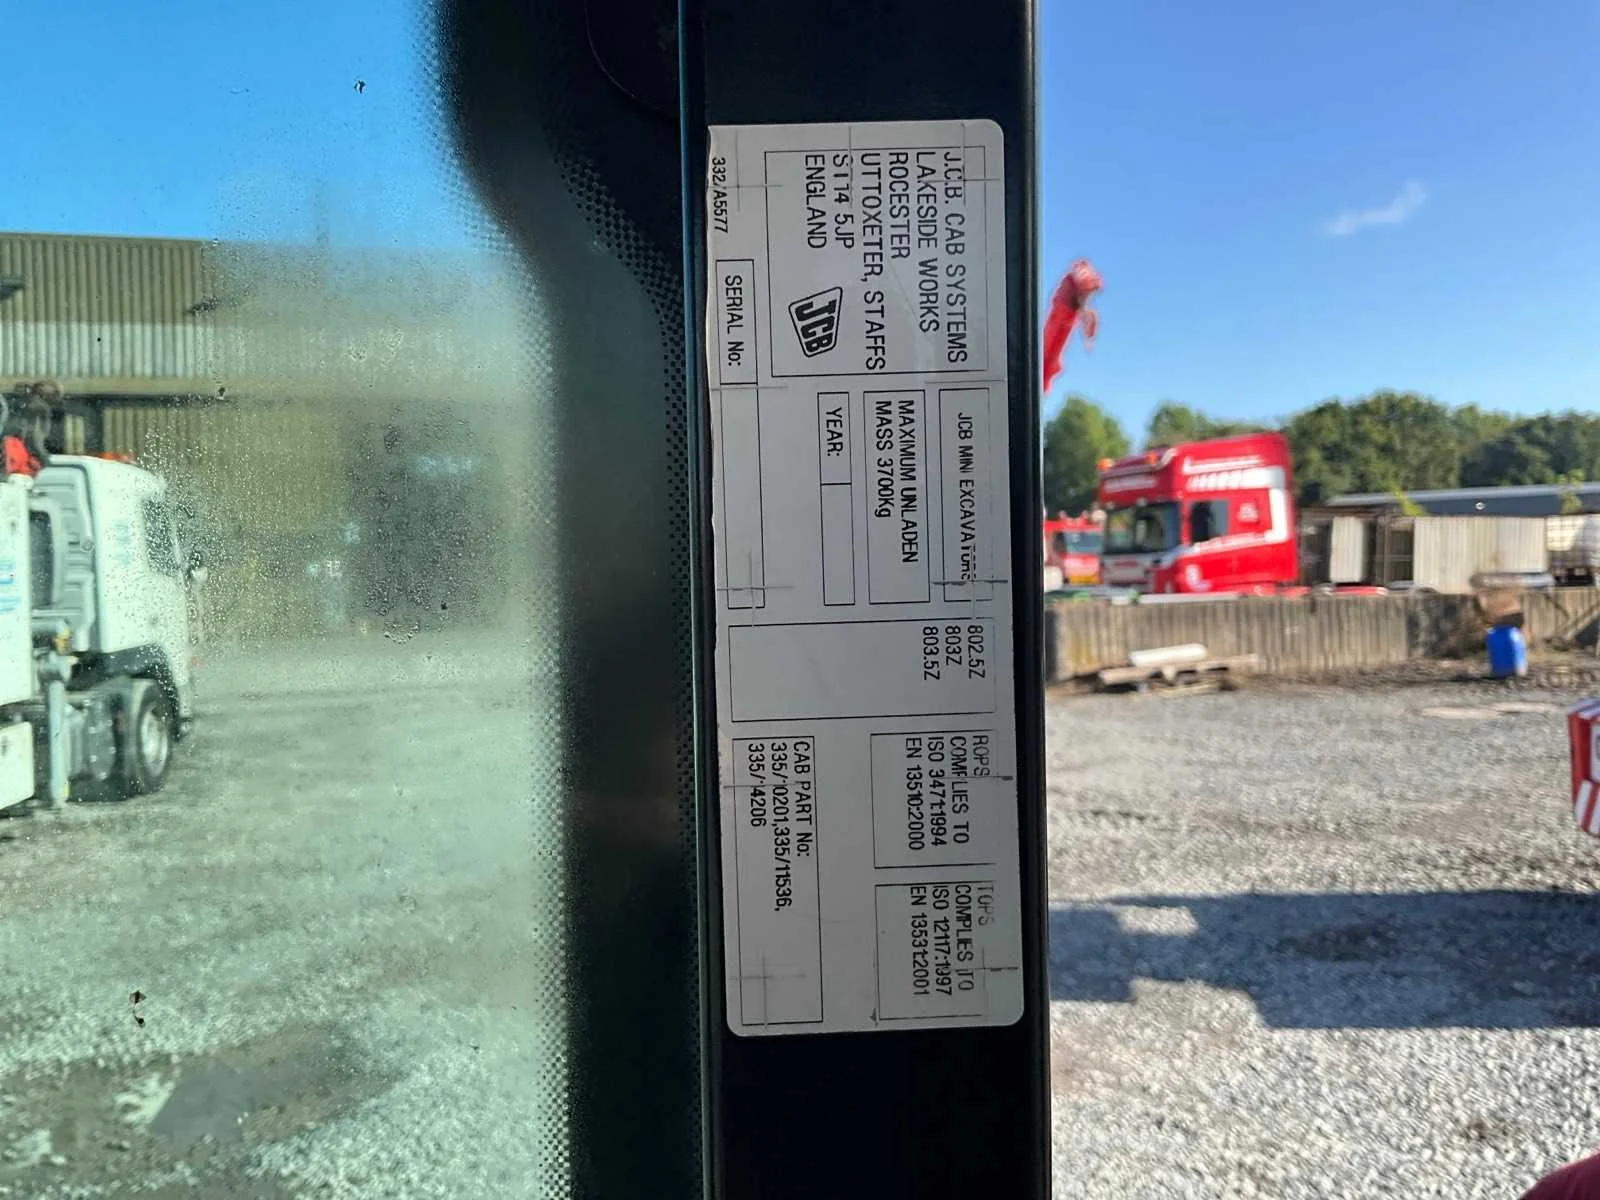 J.C.B. CAB SYSTEMS
LAKESIDE WORKS
ROCESTER
UTTOXETER, STAFFS
ST14 5JP
ENGLAND
JCB
332/A5577
SERIAL No:
JCB MINI EXCAVATORS
MAXIMUM UNLADEN
MASS 3700Kg
YEAR:
802.5Z
803Z
803.5Z
ROPS
COMPLIES TO
ISO 3471:1994
EN 13510:2000
TOPS
COMPLIES TO
ISO 12117:1997
EN 13531:2001
CAB PART No:
335/10201,335/11536,
335/14206